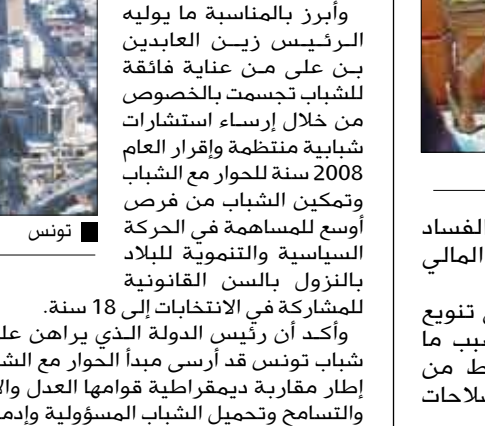 وأبرز بالمناسبة ما يوليه
الرئيس زين العابدين
بن على من عناية فائقة
للشباب تجسمت بالخصوص
من خلال إرساء استشارات
شبابية منتظمة وإقرار العام
2008 سنة للحوار مع الشباب
وتمكين الشباب من فرص
أوسع للمساهمة في الحركة
السياسية والتنموية للبلاد
بالنزول بالسن القانونية
للمشاركة في الانتخابات إلى 18 سنة.
وأكد أن رئيس الدولة الذي يراهن
شباب تونس قد أرسى مبدأ الحوار مع
إطار مقاربة ديمقراطية قوامها العدل
والتسامح وتحميل الشباب المسؤولية
تونس
الفساد
المالي
تنويع
ما
من